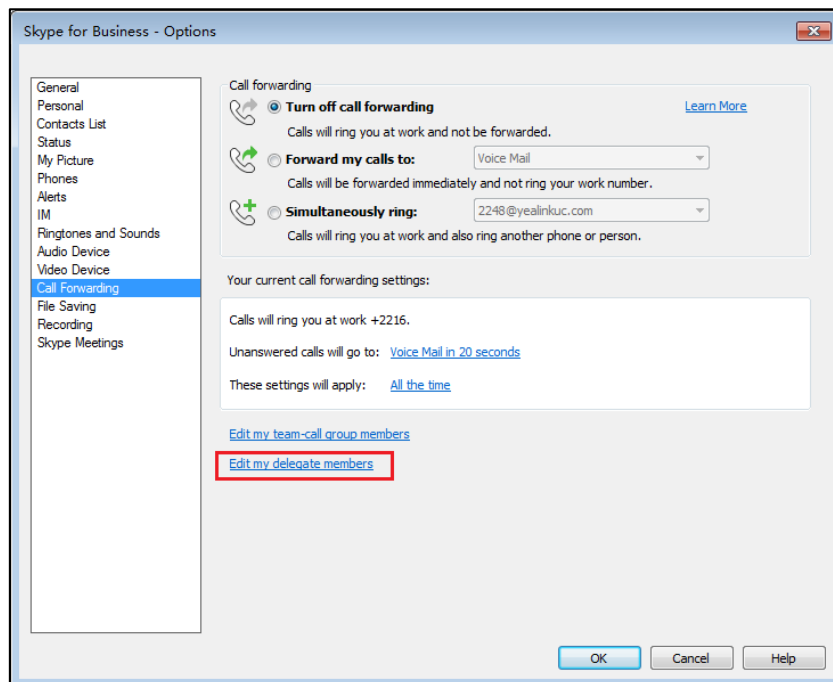 Skype for Business - Options
General
Personal
Contacts List
Status
My Picture
Phones
Alerts
IM
Ringtones and Sounds
Audio Device
Video Device
Call Forwarding
File Saving
Recording
Skype Meetings
Call forwarding
Turn off call forwarding Learn More
Calls will ring you at work and not be forwarded.
Forward my calls to: Voice Mail
Calls will be forwarded immediately and not ring your work number.
Simultaneously ring: 2248@yealinkuc.com
Calls will ring you at work and also ring another phone or person.
Your current call forwarding settings:
Calls will ring you at work +2216.
Unanswered calls will go to: Voice Mail in 20 seconds
These settings will apply: All the time
Edit my team-call group members
Edit my delegate members
OK Cancel Help